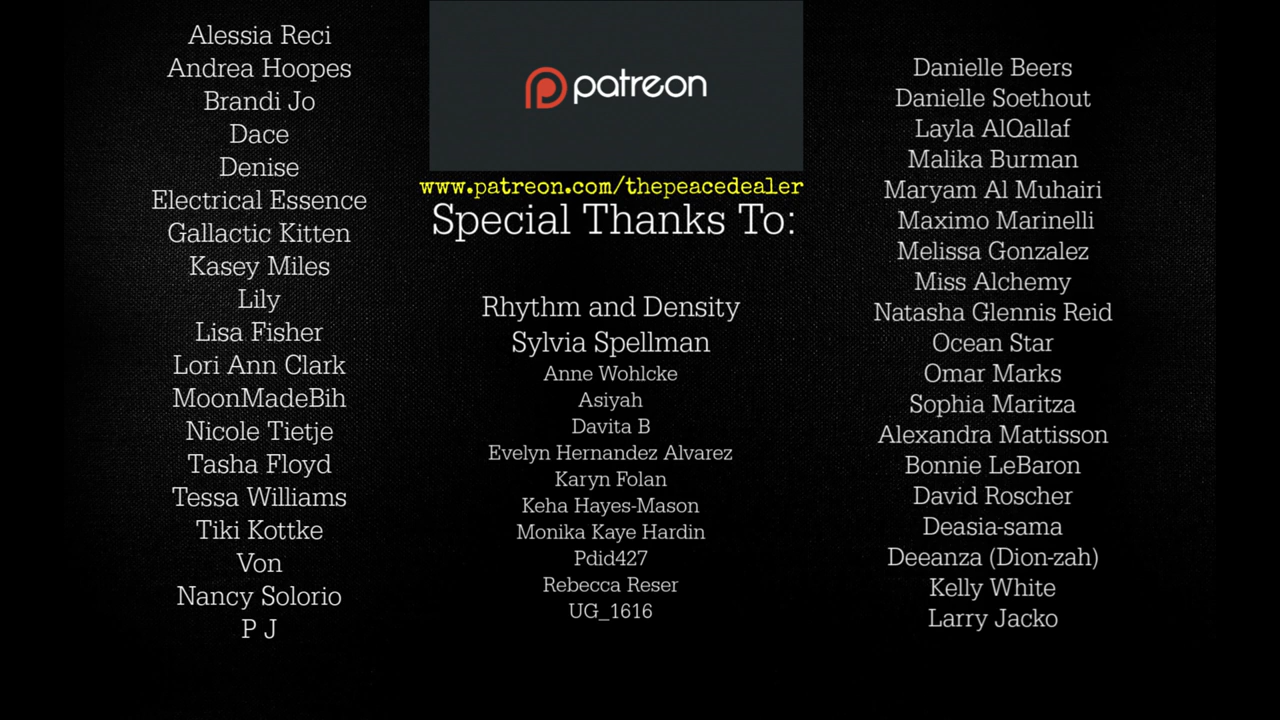 Alessia Reci
Andrea Hoopes
Brandi Jo
Dace
Denise
Electrical Essence
Gallactic Kitten
Kasey Miles
Lily
Lisa Fisher
Lori Ann Clark
MoonMadeBih
Nicole Tietje
Tasha Floyd
Tessa Williams
Tiki Kottke
Von
Nancy Solorio
P J
patreon
www.patreon.com/thepeacedealer
Special Thanks To:
Rhythm and Density
Sylvia Spellman
Anne Wohlcke
Asiyah
Davita B
Evelyn Hernandez Alvarez
Karyn Folan
Keha Hayes-Mason
Monika Kaye Hardin
Pdid427
Rebecca Reser
UG_1616
Danielle Beers
Danielle Soethout
Layla AlQallaf
Malika Burman
Maryam Al Muhairi
Maximo Marinelli
Melissa Gonzalez
Miss Alchemy
Natasha Glennis Reid
Ocean Star
Omar Marks
Sophia Maritza
Alexandra Mattisson
Bonnie LeBaron
David Roscher
Deasia-sama
Deeanza (Dion-zah)
Kelly White
Larry Jacko